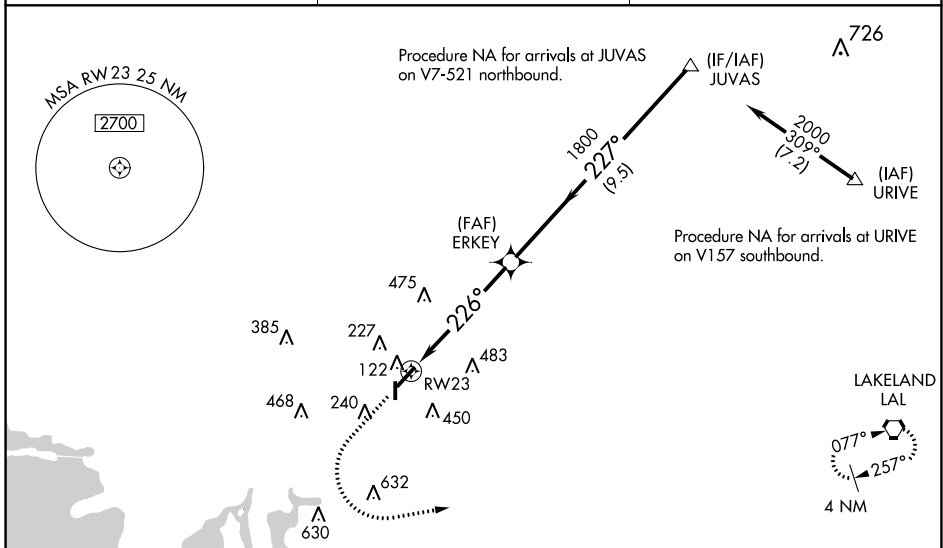 726
Procedure NA for arrivals at JUVAS
on V7-521 northbound.
(IF/IAF)
JUVAS
MSA RW 23 25 NM
2700
1800
227°
(9.5)
2000
309°
(7.2)
(IAF)
URIVE
(FAF)
ERKEY
Procedure NA for arrivals at URIVE
on V157 southbound.
475
226°
385
227
122
483
RW23
468
240
450
LAKELAND
LAL
077°
257°
4 NM
632
630